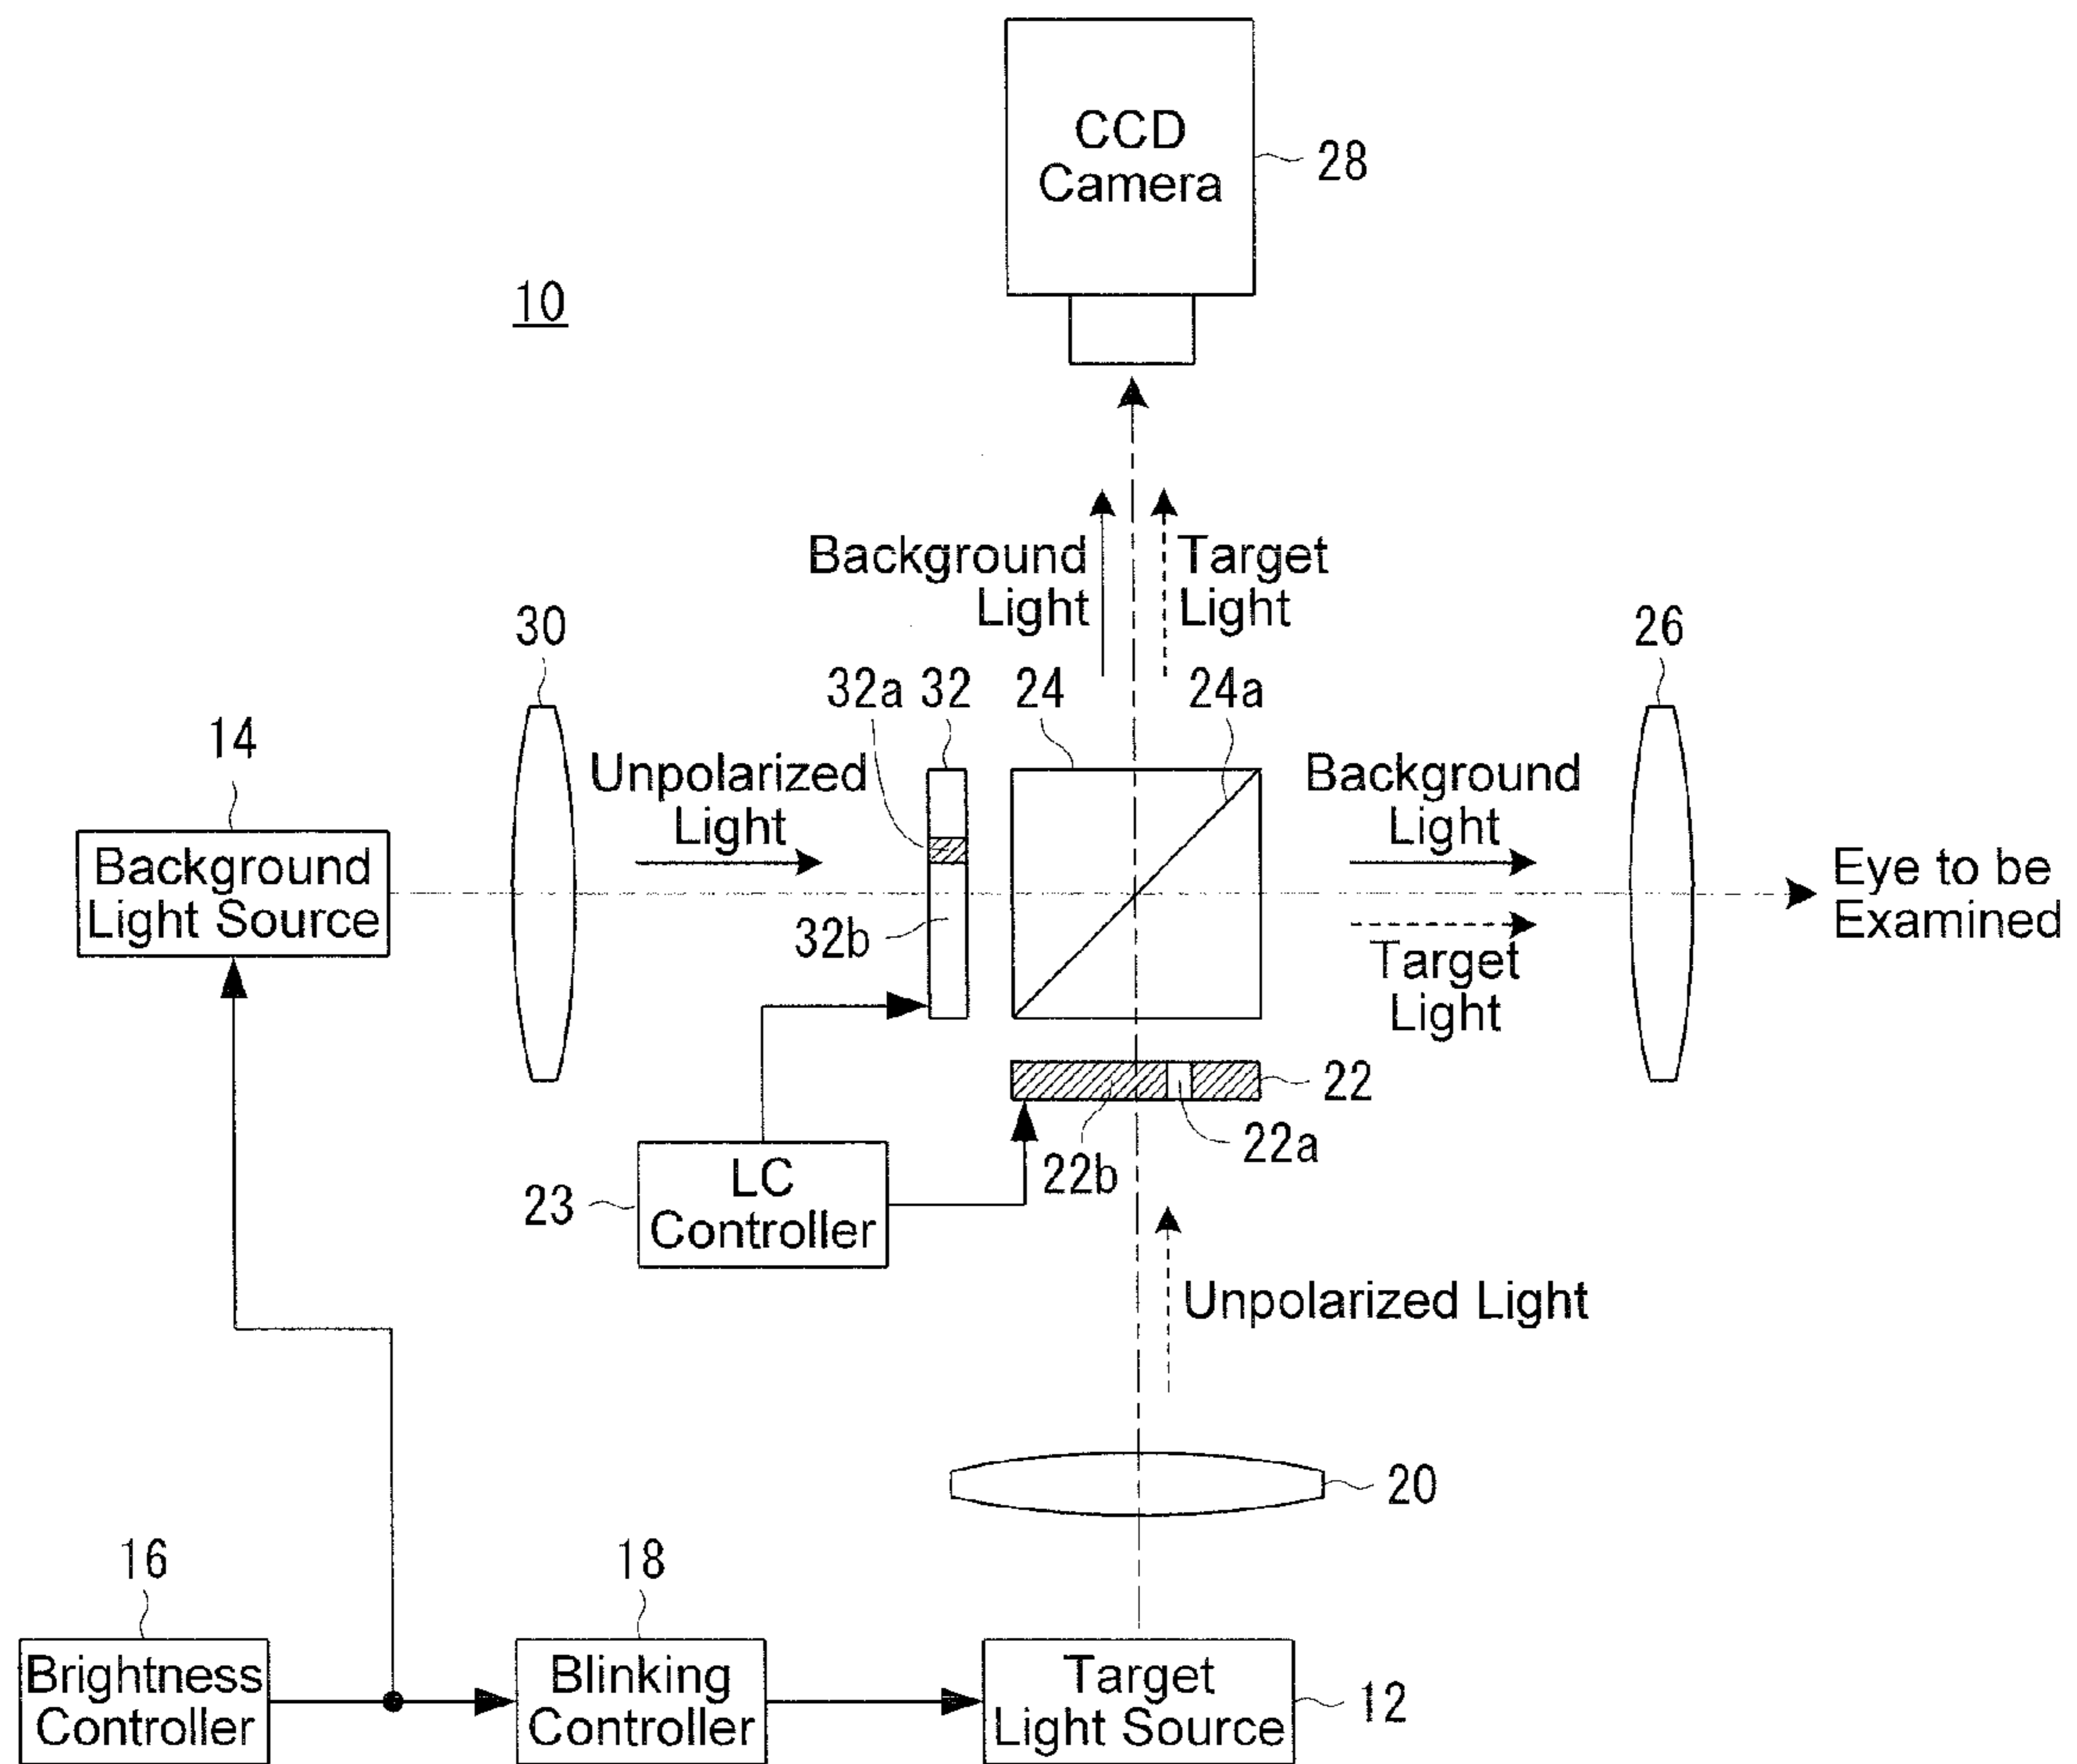 CCD
Camera
28
10
Background
Light
Target
Light
30
26
32a
32
24
24a
14
Unpolarized
Light
Background
Light
Background
Light Source
32b
Eye to be
Examined
Target
Light
22
22a
22b
LC
Controller
23
Unpolarized Light
20
16
18
Brightness
Controller
Blinking
Controller
Target
Light Source
12